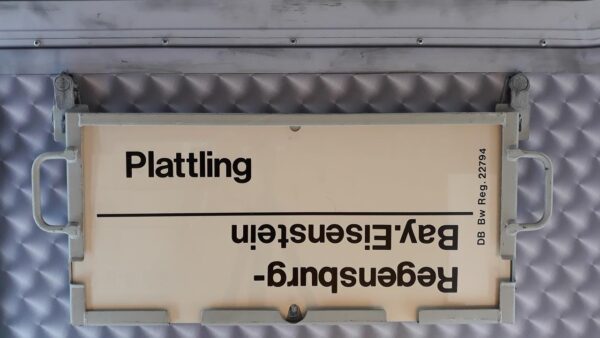 Plattling
Regensburg-
Bay.Eisenstein
DB Bw Reg. 22794